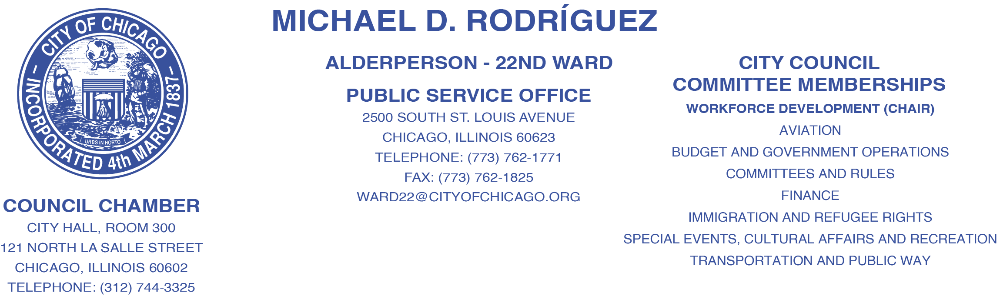 MICHAEL D. RODRÍGUEZ
CITY OF CHICAGO
INCORPORATED 4th MARCH 1837
URBS IN HORTO
COUNCIL CHAMBER
CITY HALL, ROOM 300
121 NORTH LA SALLE STREET
CHICAGO, ILLINOIS 60602
TELEPHONE: (312) 744-3325
ALDERPERSON - 22ND WARD
PUBLIC SERVICE OFFICE
2500 SOUTH ST. LOUIS AVENUE
CHICAGO, ILLINOIS 60623
TELEPHONE: (773) 762-1771
FAX: (773) 762-1825
WARD22@CITYOFCHICAGO.ORG
CITY COUNCIL
COMMITTEE MEMBERSHIPS
WORKFORCE DEVELOPMENT (CHAIR)
AVIATION
BUDGET AND GOVERNMENT OPERATIONS
COMMITTEES AND RULES
FINANCE
IMMIGRATION AND REFUGEE RIGHTS
SPECIAL EVENTS, CULTURAL AFFAIRS AND RECREATION
TRANSPORTATION AND PUBLIC WAY